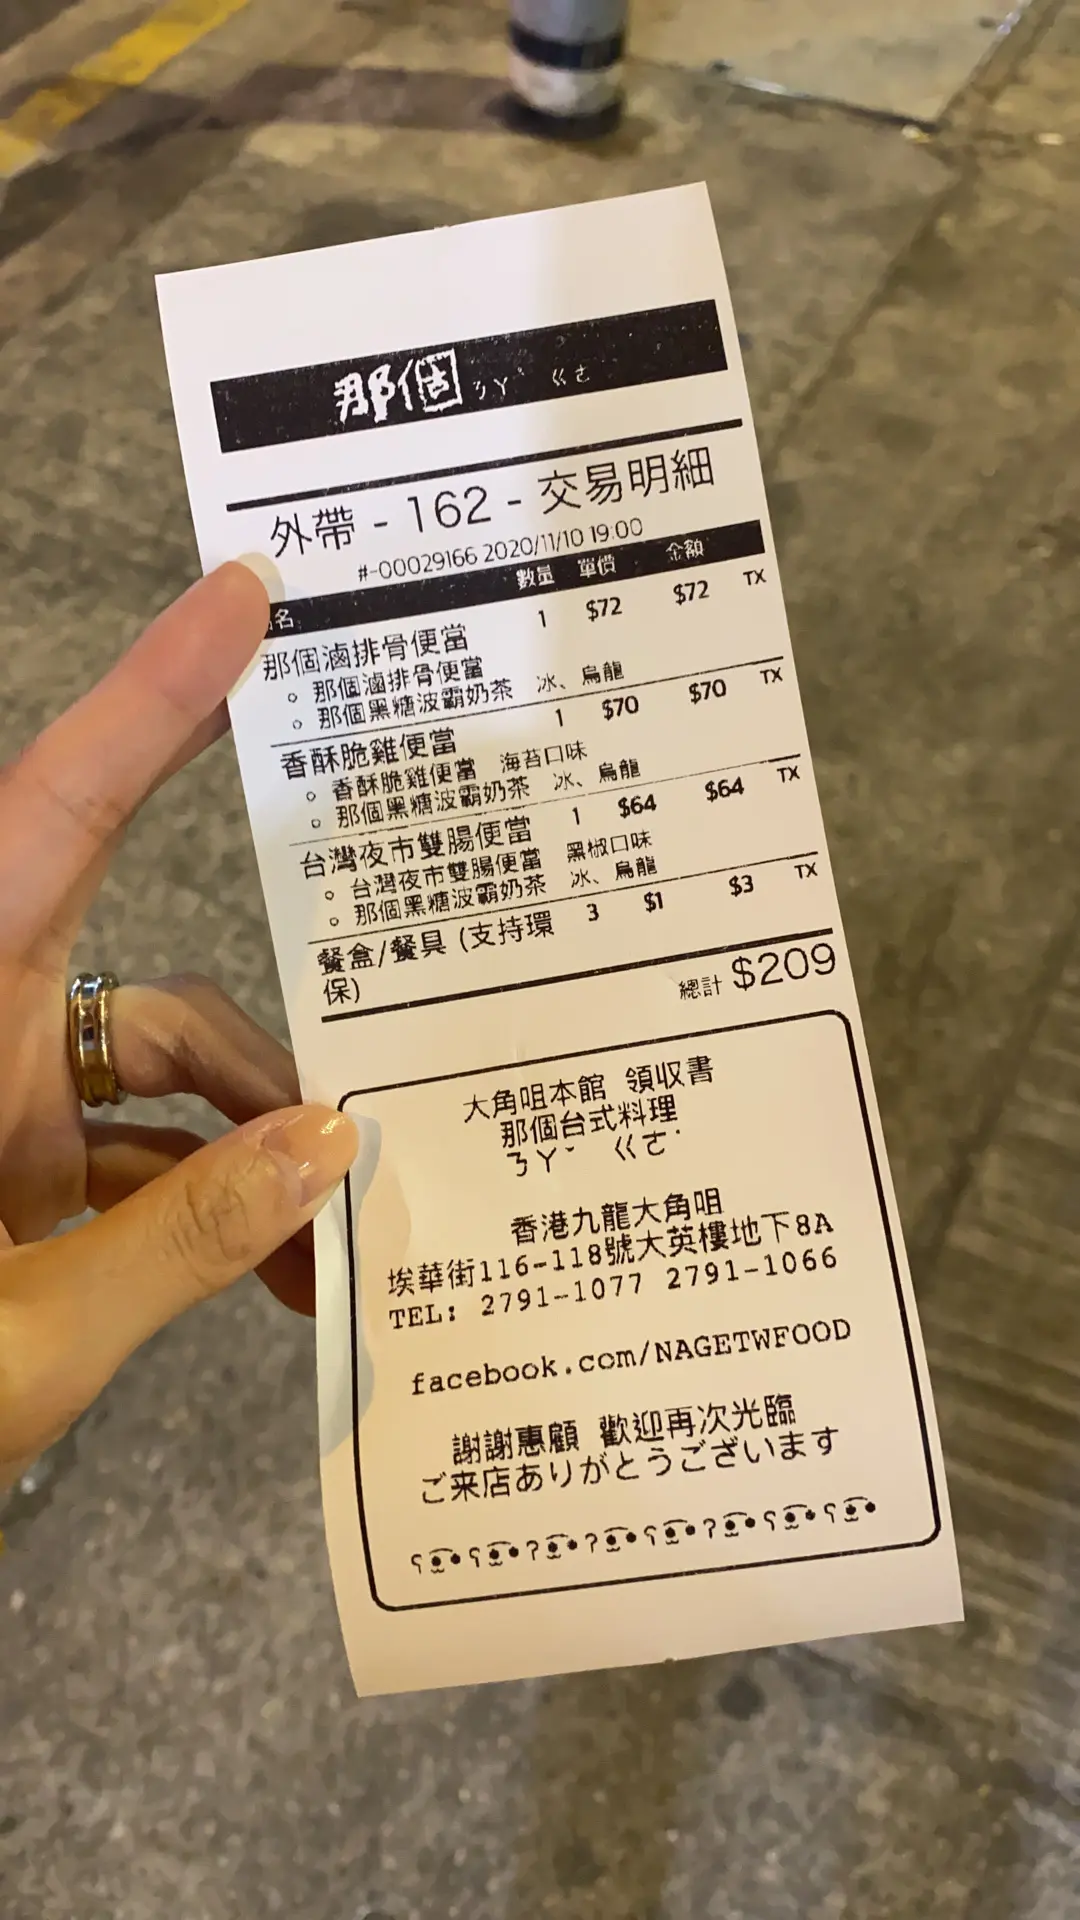 那個 ㄋㄚˋ ㄍㄜ
外帶 - 162 - 交易明細
#-00029166 2020/11/10 19:00
名 數量 單價 金額
那個滷排骨便當 1 $72 $72 TX
。 那個滷排骨便當
。 那個黑糖波霸奶茶 冰、烏龍
香酥脆雞便當 1 $70 $70 TX
。 香酥脆雞便當 海苔口味
。 那個黑糖波霸奶茶 冰、烏龍
台灣夜市雙腸便當 1 $64 $64 TX
。 台灣夜市雙腸便當 黑椒口味
。 那個黑糖波霸奶茶 冰、烏龍
餐盒/餐具 (支持環 3 $1 $3 TX
保)
總計 $209
大角咀本館 領収書
那個台式料理
ㄋㄚˇ ㄍㄜ˙
香港九龍大角咀
埃華街116-118號大英樓地下8A
TEL: 2791-1077 2791-1066
facebook.com/NAGETWFOOD
謝謝惠顧 歡迎再次光臨
ご来店ありがとうございます